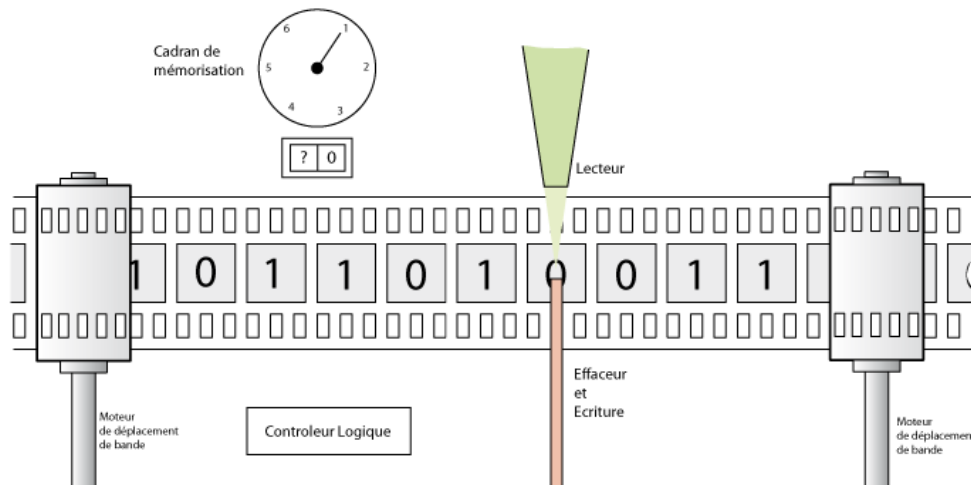 Cadran de
mémorisation
6 1
5 2
4 3
? 0
Lecteur
1 0 1 1 0 1 0 0 1 1
Effaceur
et
Ecriture
Moteur
de déplacement
de bande
Controleur Logique
Moteur
de déplacement
de bande